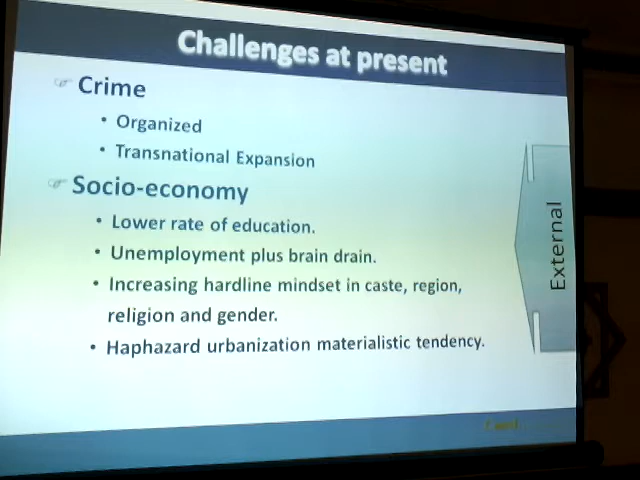 Challenges at present
Crime
• Organized
• Transnational Expansion
Socio-economy
• Lower rate of education.
• Unemployment plus brain drain.
• Increasing hardline mindset in caste, region,
religion and gender.
• Haphazard urbanization materialistic tendency.
External